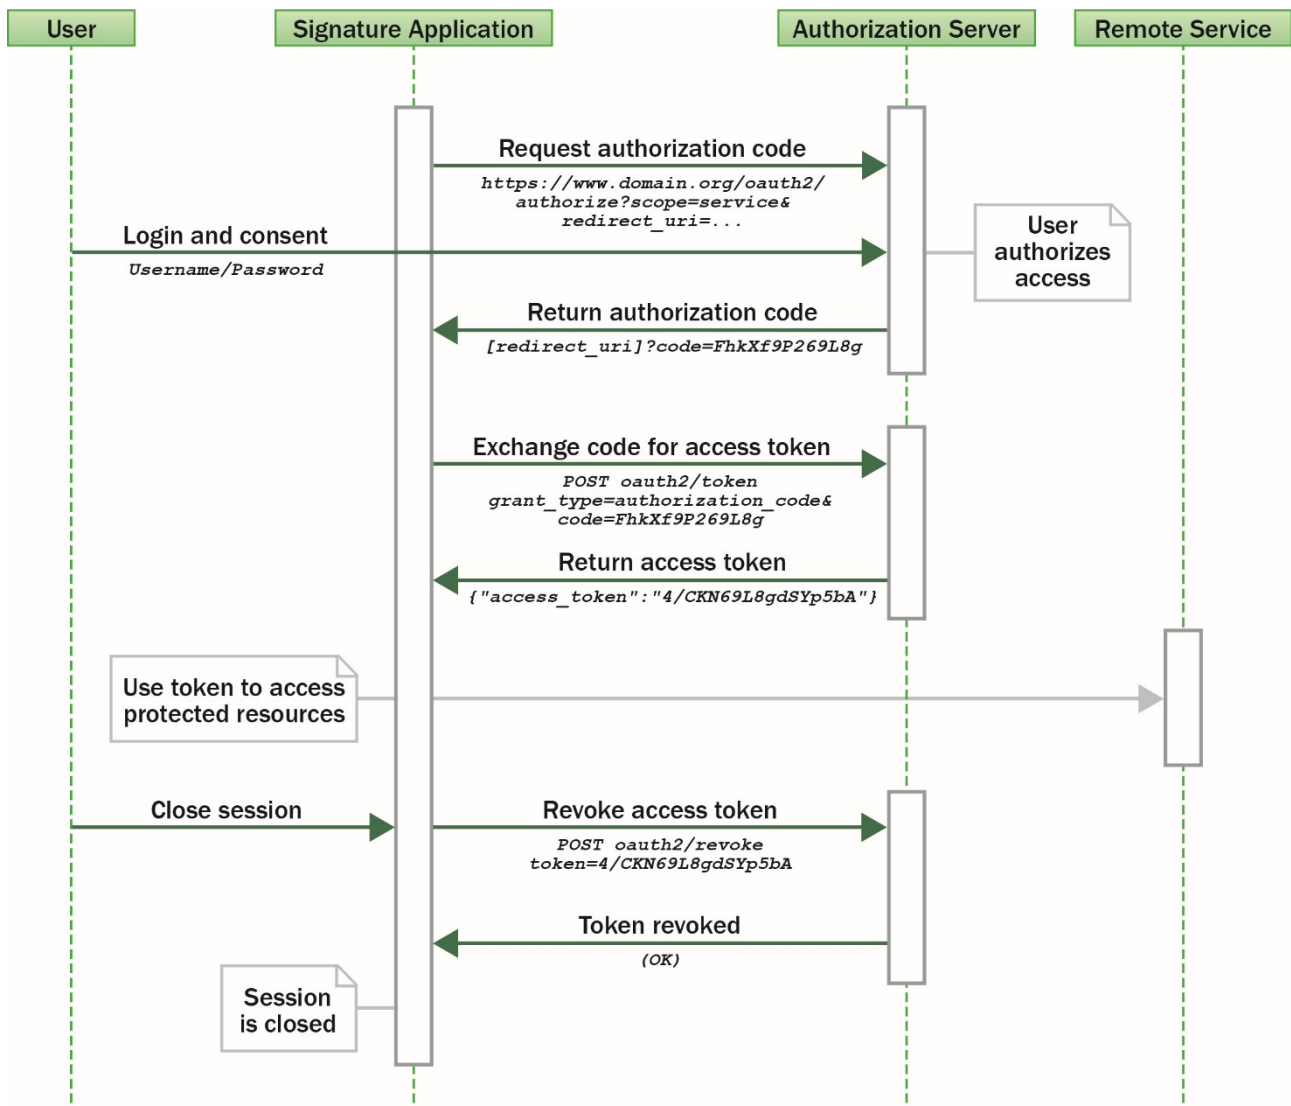 User
Signature Application
Authorization Server
Remote Service
Request authorization code
https://www.domain.org/oauth2/
authorize?scope=service&
redirect_uri=...
Login and consent
Username/Password
User
authorizes
access
Return authorization code
[redirect_uri]?code=FhkXf9P269L8g
Exchange code for access token
POST oauth2/token
grant_type=authorization_code&
code=FhkXf9P269L8g
Return access token
{"access_token":"4/CKN69L8gdSYp5bA"}
Use token to access
protected resources
Close session
Revoke access token
POST oauth2/revoke
token=4/CKN69L8gdSYp5bA
Token revoked
(OK)
Session
is closed